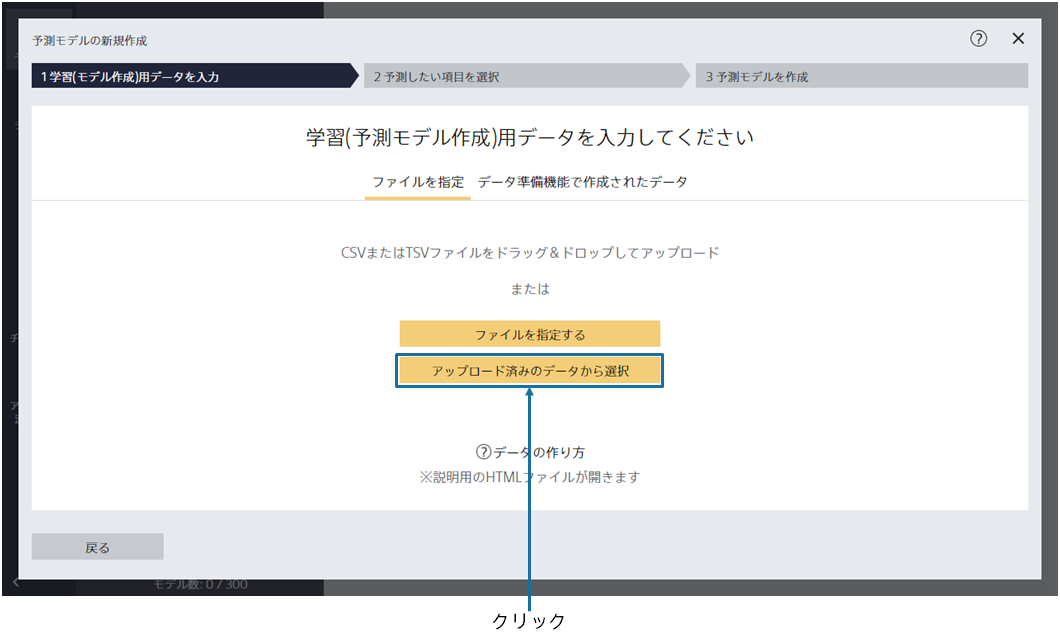 予測モデルの新規作成
?
1 学習(モデル作成)用データを入力
2 予測したい項目を選択
3 予測モデルを作成
学習(予測モデル作成)用データを入力してください
ファイルを指定
データ準備機能で作成されたデータ
CSVまたはTSVファイルをドラッグ＆ドロップしてアップロード
または
ファイルを指定する
アップロード済みのデータから選択
?データの作り方
※説明用のHTMLファイルが開きます
戻る
モデル数: 0 / 300
クリック